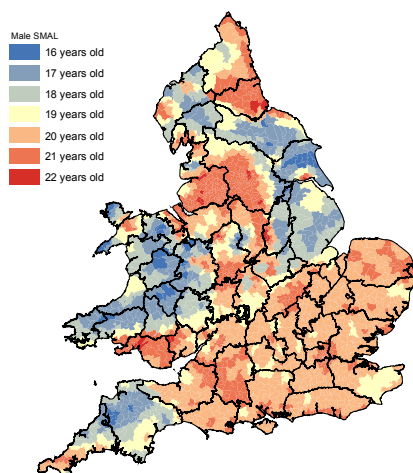 Male SMAL
16 years old
17 years old
18 years old
19 years old
20 years old
21 years old
22 years old